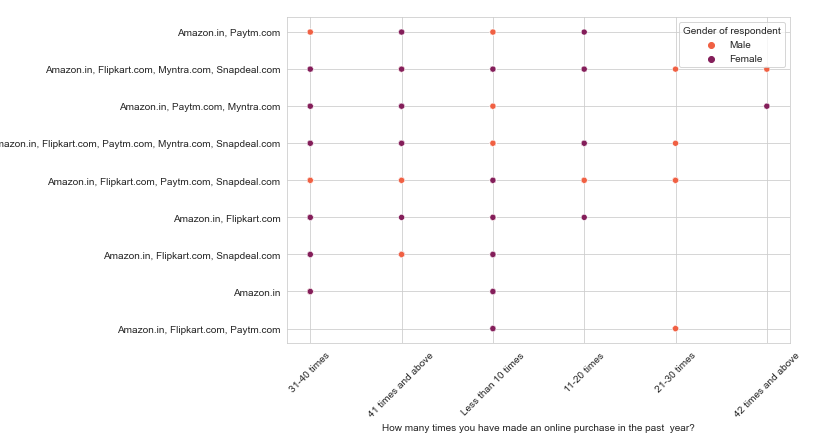 Amazon.in, Paytm.com
Amazon.in, Flipkart.com, Myntra.com, Snapdeal.com
Amazon.in, Paytm.com, Myntra.com
mazon.in, Flipkart.com, Paytm.com, Myntra.com, Snapdeal.com
Amazon.in, Flipkart.com, Paytm.com, Snapdeal.com
Amazon.in, Flipkart.com
Amazon.in, Flipkart.com, Snapdeal.com
Amazon.in
Amazon.in, Flipkart.com, Paytm.com
Gender of respondent
Male
Female
31-40 times
41 times and above
Less than 10 times
11-20 times
21-30 times
42 times and above
How many times you have made an online purchase in the past  year?